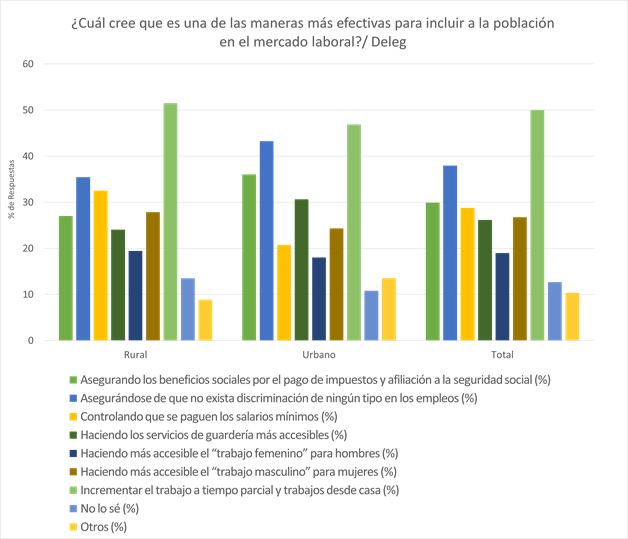 ¿Cuál cree que es una de las maneras más efectivas para incluir a la población
en el mercado laboral?/ Deleg
60
50
40
30
20
10
0
% de Respuestas
Rural Urbano Total
Asegurando los beneficios sociales por el pago de impuestos y afiliación a la seguridad social (%)
Asegurándose de que no exista discriminación de ningún tipo en los empleos (%)
Controlando que se paguen los salarios mínimos (%)
Haciendo los servicios de guardería más accesibles (%)
Haciendo más accesible el “trabajo femenino” para hombres (%)
Haciendo más accesible el “trabajo masculino” para mujeres (%)
Incrementar el trabajo a tiempo parcial y trabajos desde casa (%)
No lo sé (%)
Otros (%)